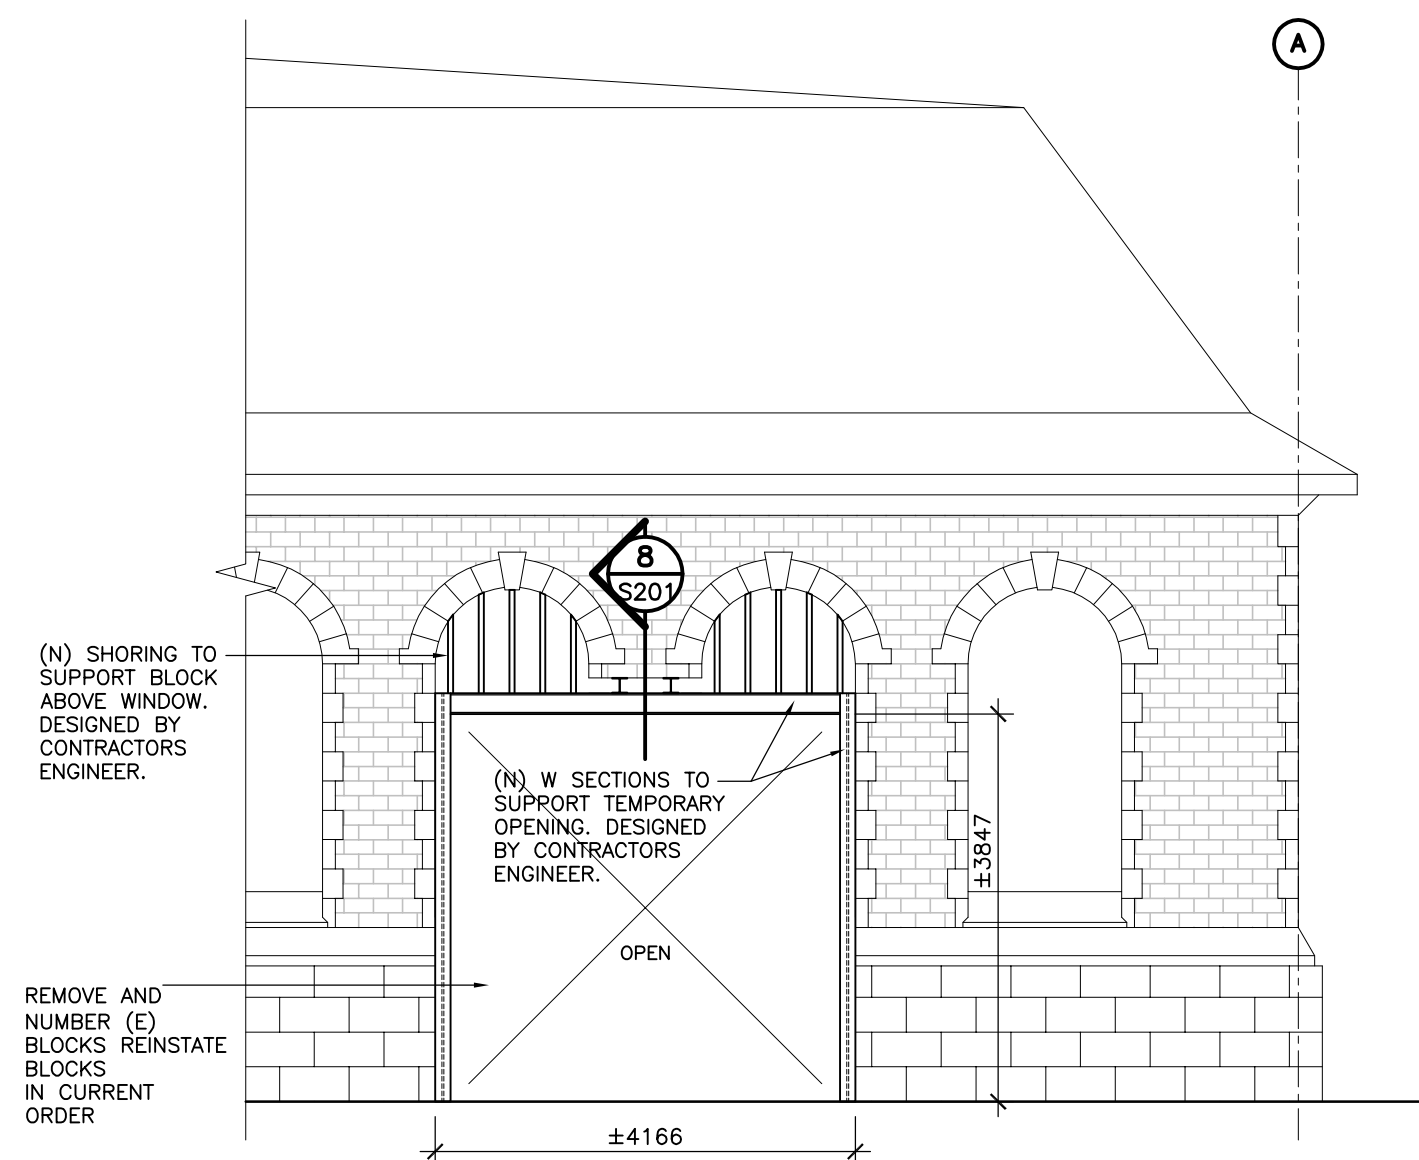 A
8
S201
(N) SHORING TO
SUPPORT BLOCK
ABOVE WINDOW.
DESIGNED BY
CONTRACTORS
ENGINEER.
(N) W SECTIONS TO
SUPPORT TEMPORARY
OPENING. DESIGNED
BY CONTRACTORS
ENGINEER.
±3847
OPEN
REMOVE AND
NUMBER (E)
BLOCKS REINSTATE
BLOCKS
IN CURRENT
ORDER
±4166